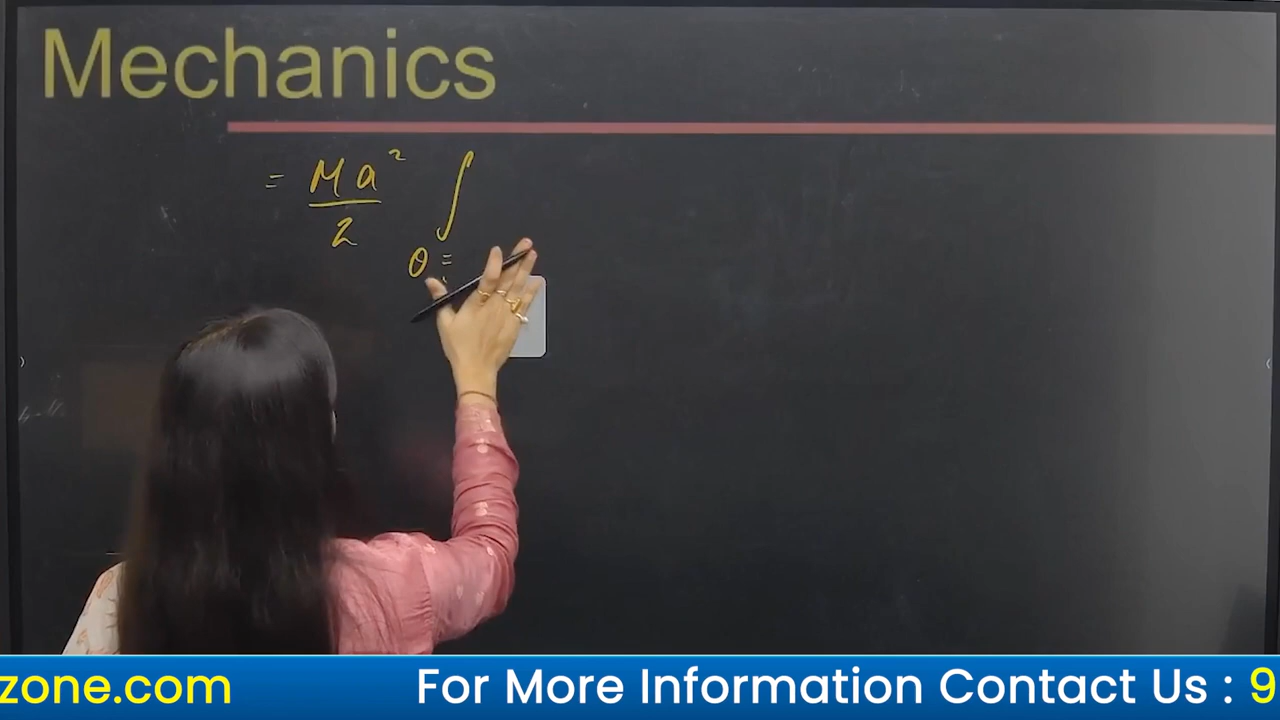 Mechanics
= Ma²/2 ∫
θ =
zone.com For More Information Contact Us : 9